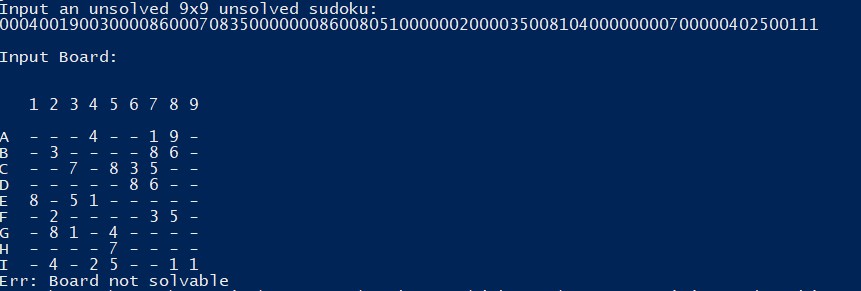 Input an unsolved 9x9 unsolved sudoku:
0004001900300008600070835000000086008051000000200003500810400000000700000402500111
Input Board:
1 2 3 4 5 6 7 8 9
A - - - 4 - - 1 9 -
B - 3 - - - - 8 6 -
C - - 7 - 8 3 5 - -
D - - - - - 8 6 - -
E 8 - 5 1 - - - - -
F - 2 - - - - 3 5 -
G - 8 1 - 4 - - - -
H - - - - 7 - - - -
I - 4 - 2 5 - - 1 1
Err: Board not solvable